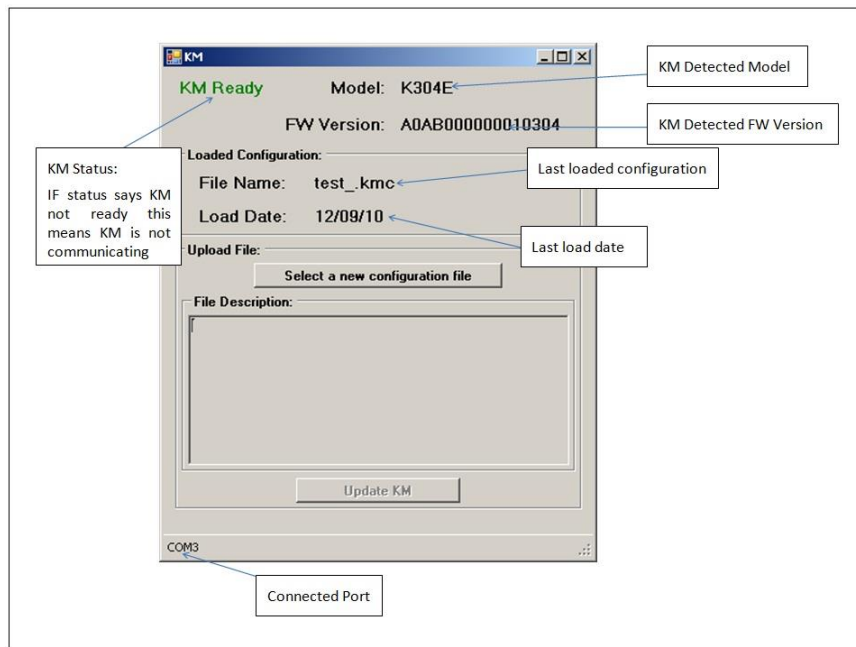 KM
KM Ready
Model: K304E
FW Version: A0AB000000010304
Loaded Configuration:
File Name: test_.kmc
Load Date: 12/09/10
Upload File:
Select a new configuration file
File Description:
Update KM
COM3
KM Detected Model
KM Detected FW Version
Last loaded configuration
Last load date
KM Status:
IF status says KM
not ready this
means KM is not
communicating
Connected Port